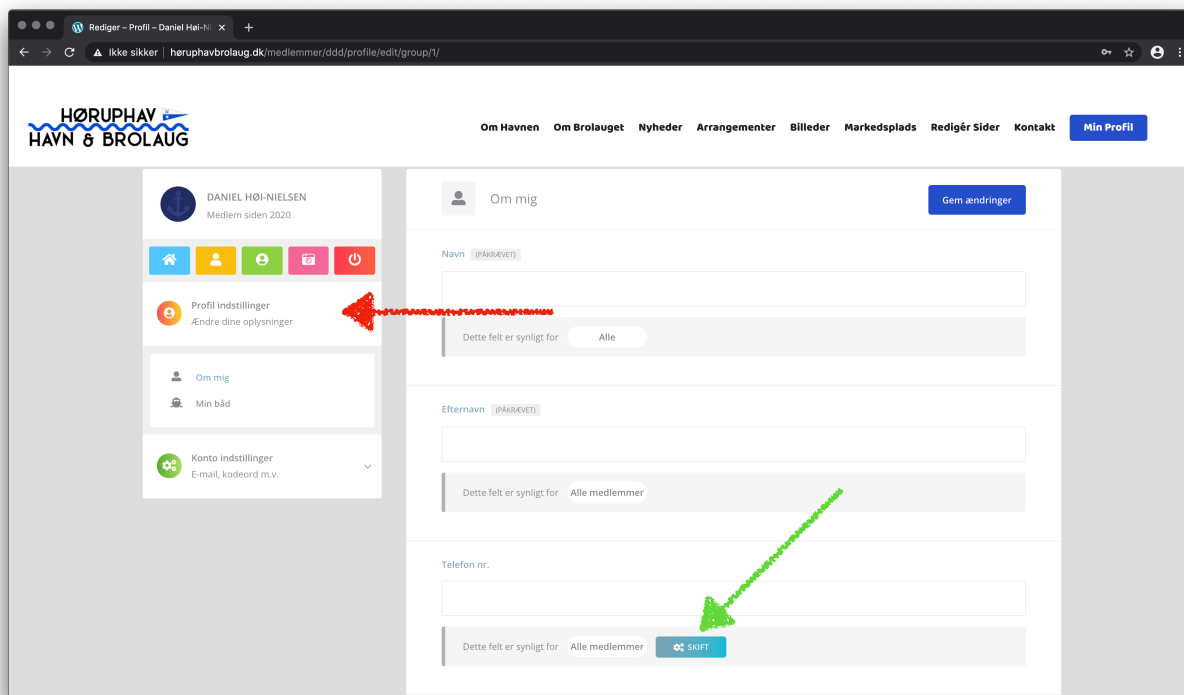 Rediger – Profil – Daniel Høi-Ni
Ikke sikker | høruphavbrolaug.dk/medlemmer/ddd/profile/edit/group/1/
HØRUPHAV
HAVN & BROLAUG
Om Havnen Om Brolauget Nyheder Arrangementer Billeder Markedsplads Redigér Sider Kontakt Min Profil
DANIEL HØI-NIELSEN
Medlem siden 2020
Profil indstillinger
Ændre dine oplysninger
Om mig
Min båd
Konto indstillinger
E-mail, kodeord m.v.
Om mig
Gem ændringer
Navn (PÅKRÆVET)
Dette felt er synligt for Alle
Efternavn (PÅKRÆVET)
Dette felt er synligt for Alle medlemmer
Telefon nr.
Dette felt er synligt for Alle medlemmer SKIFT